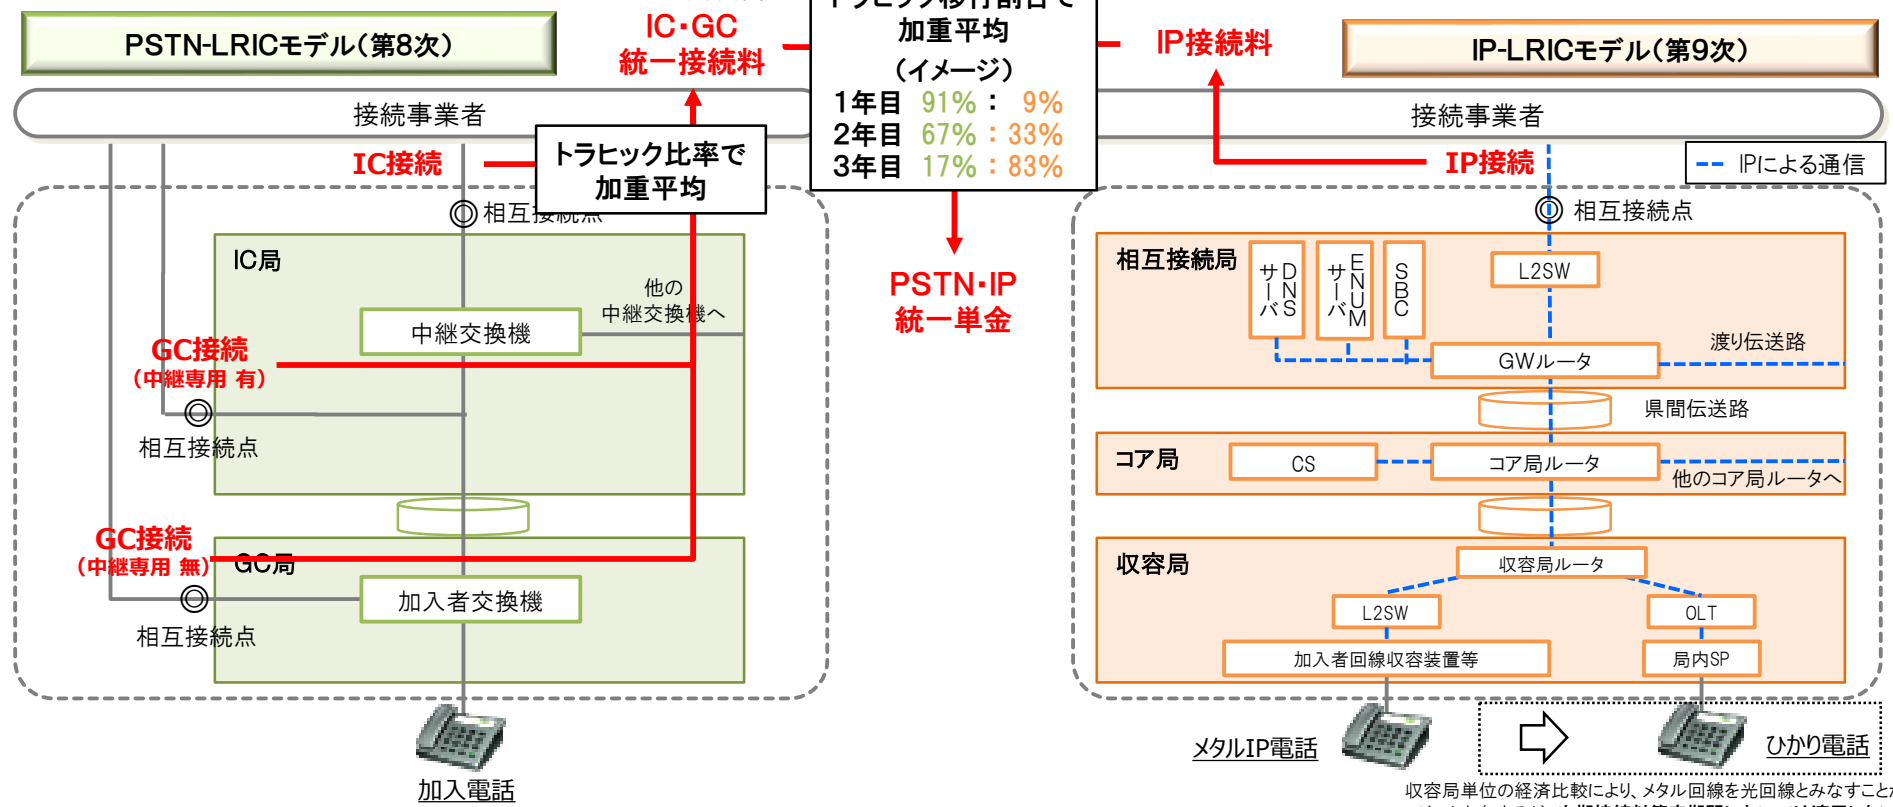 PSTN-LRICモデル（第8次）
IC・GC
統一接続料
トラヒック移行割合で
加重平均
（イメージ）
1年目 91% : 9%
2年目 67% : 33%
3年目 17% : 83%
IP接続料
IP-LRICモデル（第9次）
接続事業者
接続事業者
IC接続
トラヒック比率で
加重平均
IP接続
IPによる通信
相互接続点
相互接続点
IC局
他の
中継交換機へ
中継交換機
GC接続
（中継専用 有）
相互接続点
PSTN・IP
統一単金
相互接続局
DNS
サーバ
ENUM
サーバ
SBC
L2SW
GWルータ
渡り伝送路
県間伝送路
コア局
CS
コア局ルータ
他のコア局ルータへ
GC接続
（中継専用 無）
GC局
加入者交換機
相互接続点
収容局
収容局ルータ
L2SW
OLT
加入者回線収容装置等
局内SP
加入電話
メタルIP電話
ひかり電話
収容局単位の経済比較により、メタル回線を光回線とみなすことが